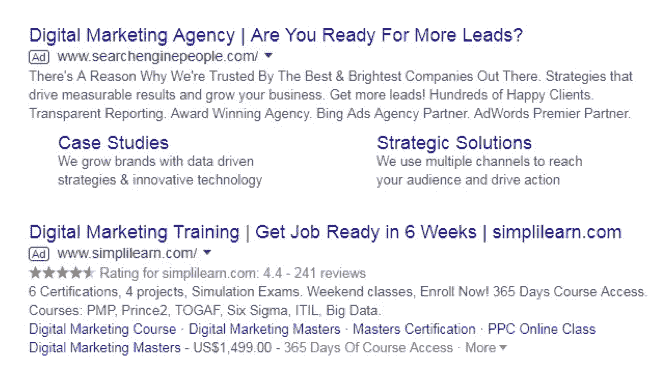 Digital Marketing Agency | Are You Ready For More Leads?
Ad www.searchenginepeople.com/
There's A Reason Why We're Trusted By The Best & Brightest Companies Out There. Strategies that
drive measurable results and grow your business. Get more leads! Hundreds of Happy Clients.
Transparent Reporting. Award Winning Agency. Bing Ads Agency Partner. AdWords Premier Partner.
Case Studies
We grow brands with data driven
strategies & innovative technology
Strategic Solutions
We use multiple channels to reach
your audience and drive action
Digital Marketing Training | Get Job Ready in 6 Weeks | simplilearn.com
Ad www.simplilearn.com/
Rating for simplilearn.com: 4.4 - 241 reviews
6 Certifications, 4 projects, Simulation Exams. Weekend classes, Enroll Now! 365 Days Course Access.
Courses: PMP, Prince2, TOGAF, Six Sigma, ITIL, Big Data.
Digital Marketing Course · Digital Marketing Masters · Masters Certification · PPC Online Class
Digital Marketing Masters - US$1,499.00 - 365 Days Of Course Access · More